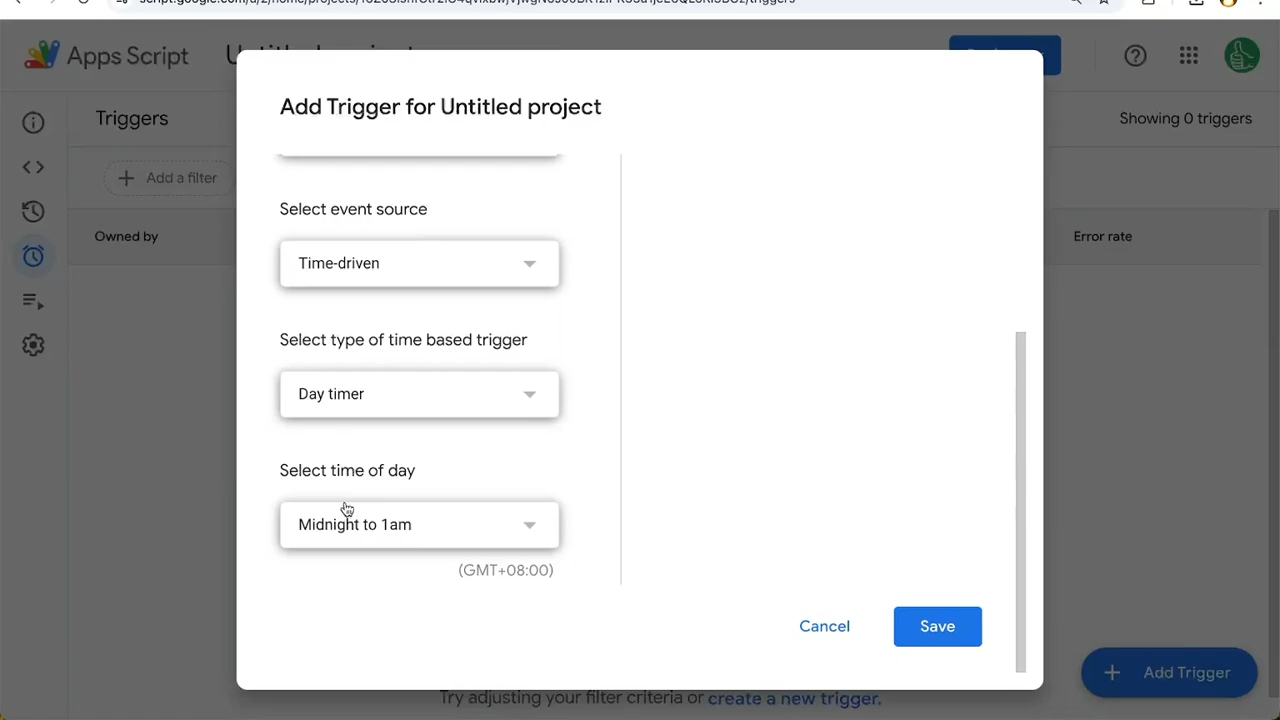 Apps Script
Add Trigger for Untitled project
Triggers
Showing 0 triggers
Add a filter
Select event source
Owned by
Error rate
Time-driven
Select type of time based trigger
Day timer
Select time of day
Midnight to 1am
(GMT+08:00)
Cancel
Save
Add Trigger
Try adjusting your filter criteria or create a new trigger.